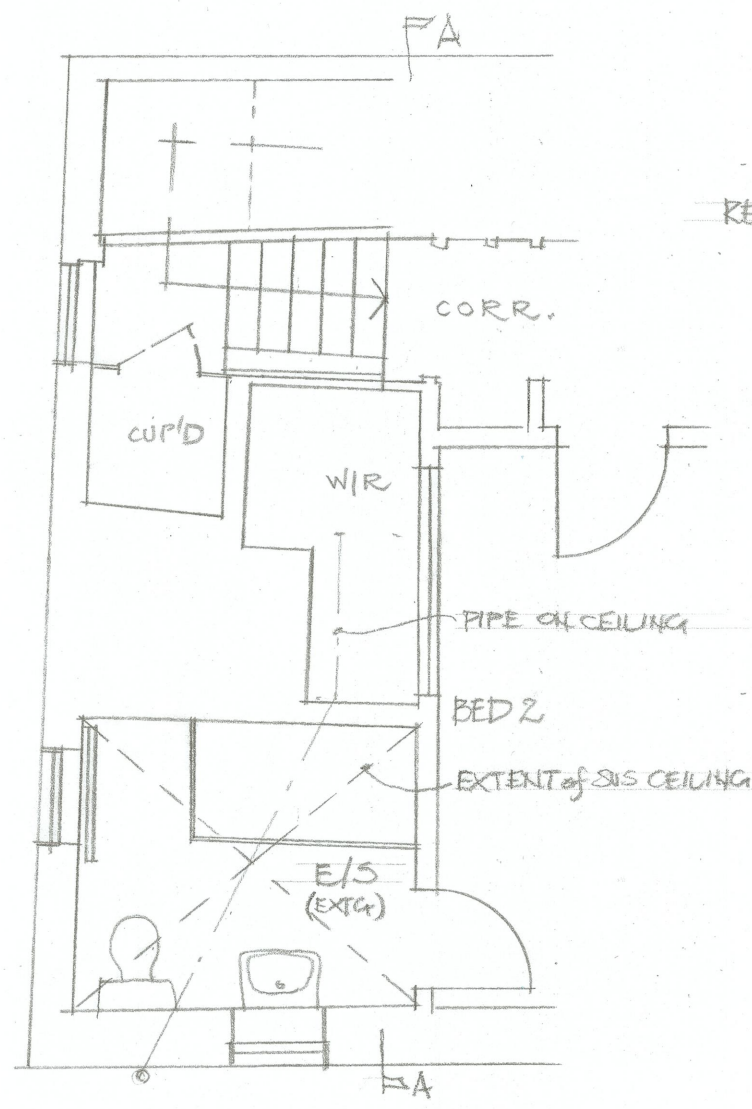 A
RE
CORR.
CUP'D
W/R
PIPE ON CEILING
BED 2
EXTENT of SUS CEILING
E/S
(EXTG)
A